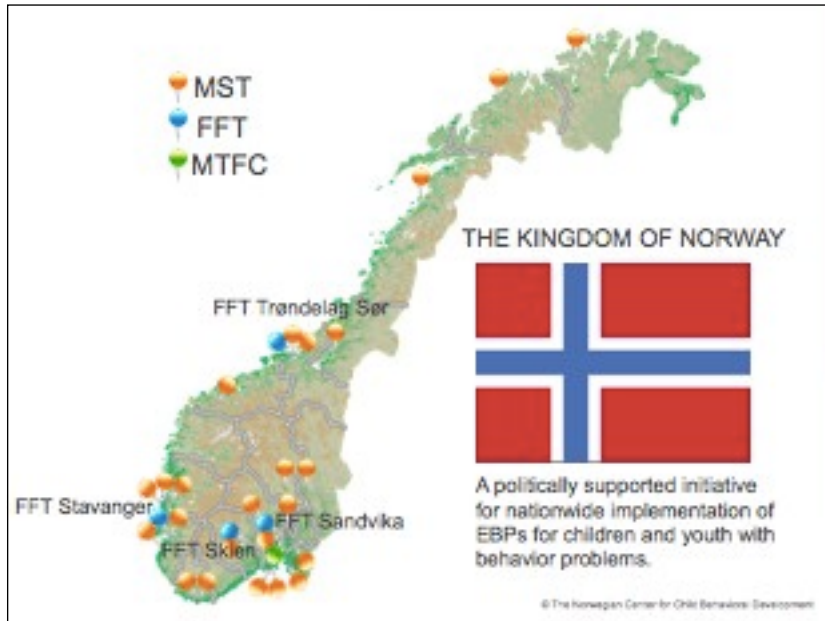 MST
FFT
MTFC
THE KINGDOM OF NORWAY
FFT Trøndelag Sør
FFT Stavanger
FFT Sandvika
FFT Skien
A politically supported initiative
for nationwide implementation of
EBPs for children and youth with
behavior problems.
© The Norwegian Center for Child Behavioral Development